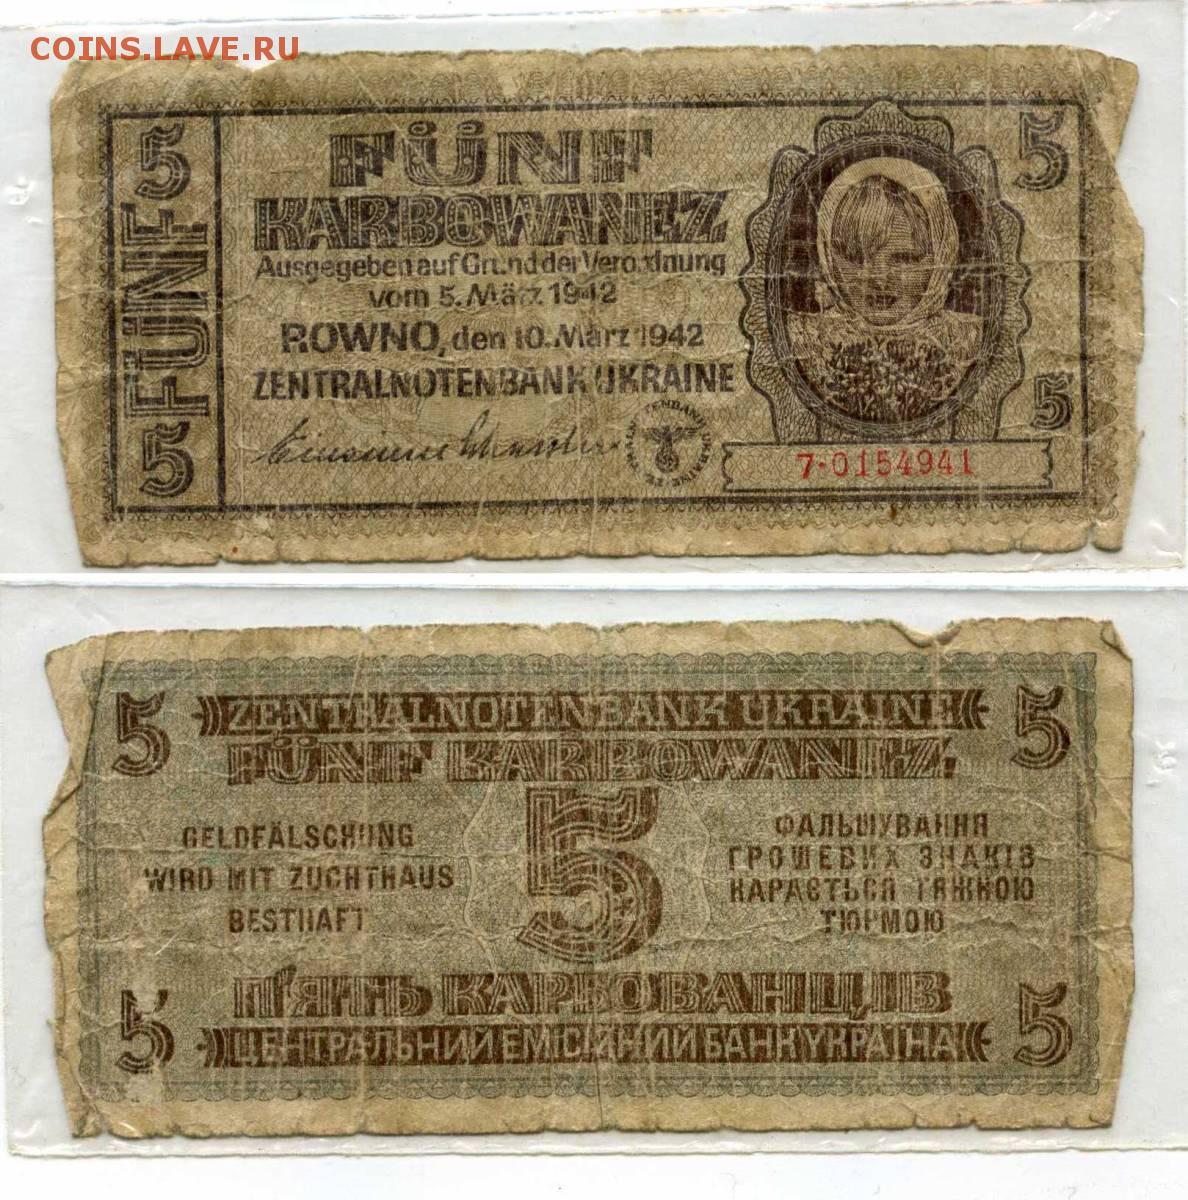 COINS.LAVE.RU
5
FÜNF
5
FÜNF
KARBOWANEZ
Ausgegeben auf Grund der Verordnung
vom 5. März 1942
ROWNO, den 10. März 1942
ZENTRALNOTENBANK UKRAINE
5
5
7·0154941
5
ZENTRALNOTENBANK UKRAINE
5
FÜNF KARBOWANEZ
GELDFÄLSCHUNG
WIRD MIT ZUCHTHAUS
BESTRAFT
5
ФАЛЬШУВАННЯ
ГРОШЕВИХ ЗНАКІВ
КАРАЄТЬСЯ ТЯЖКОЮ
ТЮРМОЮ
П'ЯТЬ КАРБОВАНЦІВ
5
ЦЕНТРАЛЬНИЙ ЕМІСІЙНИЙ БАНК УКРАЇНА
5